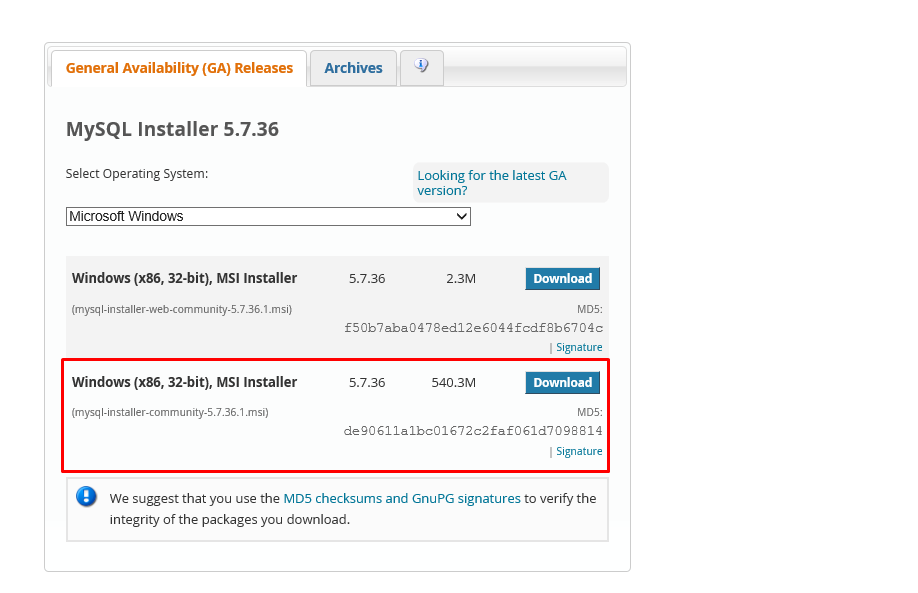 General Availability (GA) Releases
Archives
MySQL Installer 5.7.36
Select Operating System:
Looking for the latest GA
version?
Microsoft Windows
Windows (x86, 32-bit), MSI Installer 5.7.36 2.3M Download
(mysql-installer-web-community-5.7.36.1.msi) MD5:
f50b7aba0478ed12e6044fcdf8b6704c
| Signature
Windows (x86, 32-bit), MSI Installer 5.7.36 540.3M Download
(mysql-installer-community-5.7.36.1.msi) MD5:
de90611a1bc01672c2faf061d7098814
| Signature
We suggest that you use the MD5 checksums and GnuPG signatures to verify the
integrity of the packages you download.